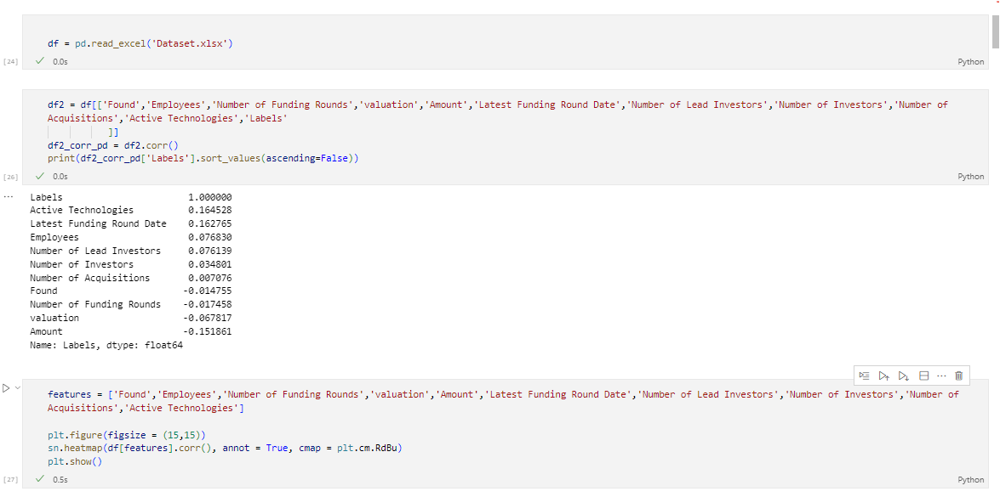 df = pd.read_excel('Dataset.xlsx')
[24]
0.0s
Python
df2 = df[['Found','Employees','Number of Funding Rounds','valuation','Amount','Latest Funding Round Date','Number of Lead Investors','Number of Investors','Number of
Acquisitions','Active Technologies','Labels'
]]
df2_corr_pd = df2.corr()
print(df2_corr_pd['Labels'].sort_values(ascending=False))
[26]
0.0s
Python
...
Labels 1.000000
Active Technologies 0.164528
Latest Funding Round Date 0.162765
Employees 0.076830
Number of Lead Investors 0.076139
Number of Investors 0.034801
Number of Acquisitions 0.007076
Found -0.014755
Number of Funding Rounds -0.017458
valuation -0.067817
Amount -0.151861
Name: Labels, dtype: float64
features = ['Found','Employees','Number of Funding Rounds','valuation','Amount','Latest Funding Round Date','Number of Lead Investors','Number of Investors','Number of
Acquisitions','Active Technologies']
plt.figure(figsize = (15,15))
sn.heatmap(df[features].corr(), annot = True, cmap = plt.cm.RdBu)
plt.show()
[27]
0.5s
Python